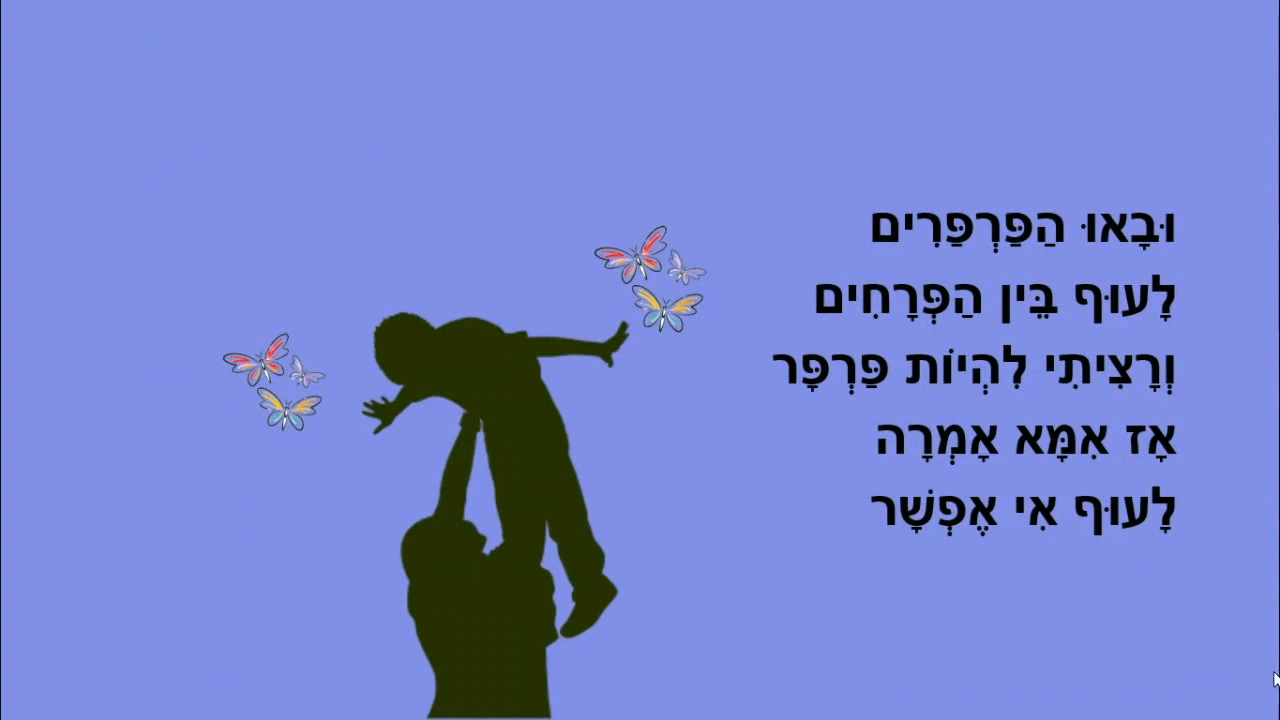 וּבָאוּ הַפַּרְפַּרִים
לָעוּף בֵּין הַפְּרָחִים
וְרָצִיתִי לִהְיוֹת פַּרְפָּר
אָז אִמָּא אָמְרָה
לָעוּף אִי אֶפְשָׁר